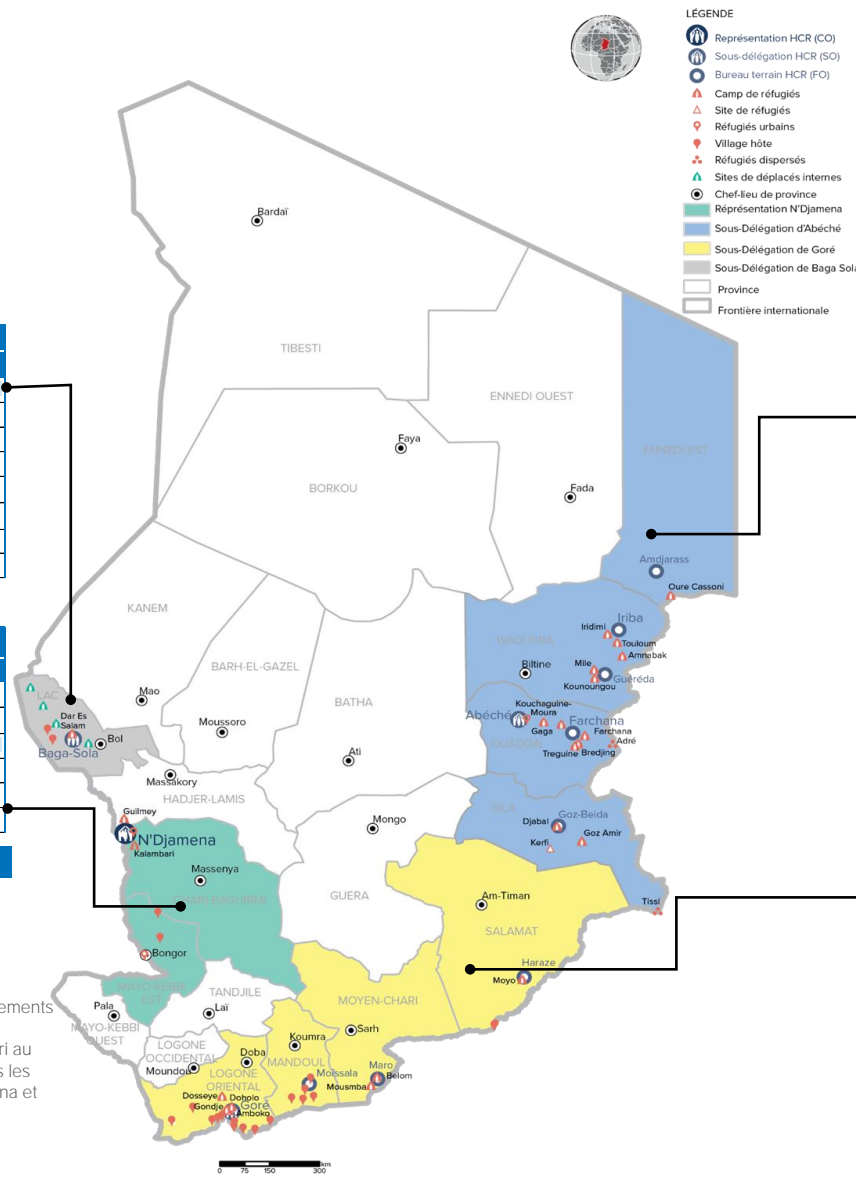 LÉGENDE
Représentation HCR (CO)
Sous-délégation HCR (SO)
Bureau terrain HCR (FO)
Camp de réfugiés
Site de réfugiés
Réfugiés urbains
Village hôte
Réfugiés dispersés
Sites de déplacés internes
Chef-lieu de province
Réprésentation N'Djamena
Sous-Délégation d'Abéché
Sous-Délégation de Goré
Sous-Délégation de Baga Sola
Province
Frontière internationale
Bardaï
TIBESTI
ENNEDI OUEST
ENNEDI EST
Faya
BORKOU
Fada
Amdjarass
Oure Cassoni
KANEM
Iriba
Iridimi
Touloum
WADI FIRA
Amnabak
BARH-EL-GAZEL
Biltine
Mile
Guéréda
Kounoungou
LAC
Mao
BATHA
Kouchaguine-
Moura
Abéché
Dar Es
Salam
Moussoro
Farchana
Gaga
Farchana
Adré
Bol
OUADDAI
Baga-Sola
Ati
Treguine
Bredjing
Massakory
HADJER-LAMIS
SILA
Guilmey
Mongo
Djabal
Goz-Beida
N'Djamena
Kerfi
Goz Amir
Kalambari
Massenya
GUERA
Am-Timan
Tissi
SALAMAT
Bongor
Haraze
Moyo
MAYO-KEBBI
EST
TANDJILE
MOYEN-CHARI
ements
Pala
Laï
MAYO-KEBBI
OUEST
Sarh
ri au
LOGONE
OCCIDENTAL
Koumra
s les
Doba
MANDOUL
Moundou
LOGONE
ORIENTAL
Maro
na et
Moissala
Belom
Mousmba
Dosseye
Doholo
Gondje
Goré
Amboko
km
0 75 150 300